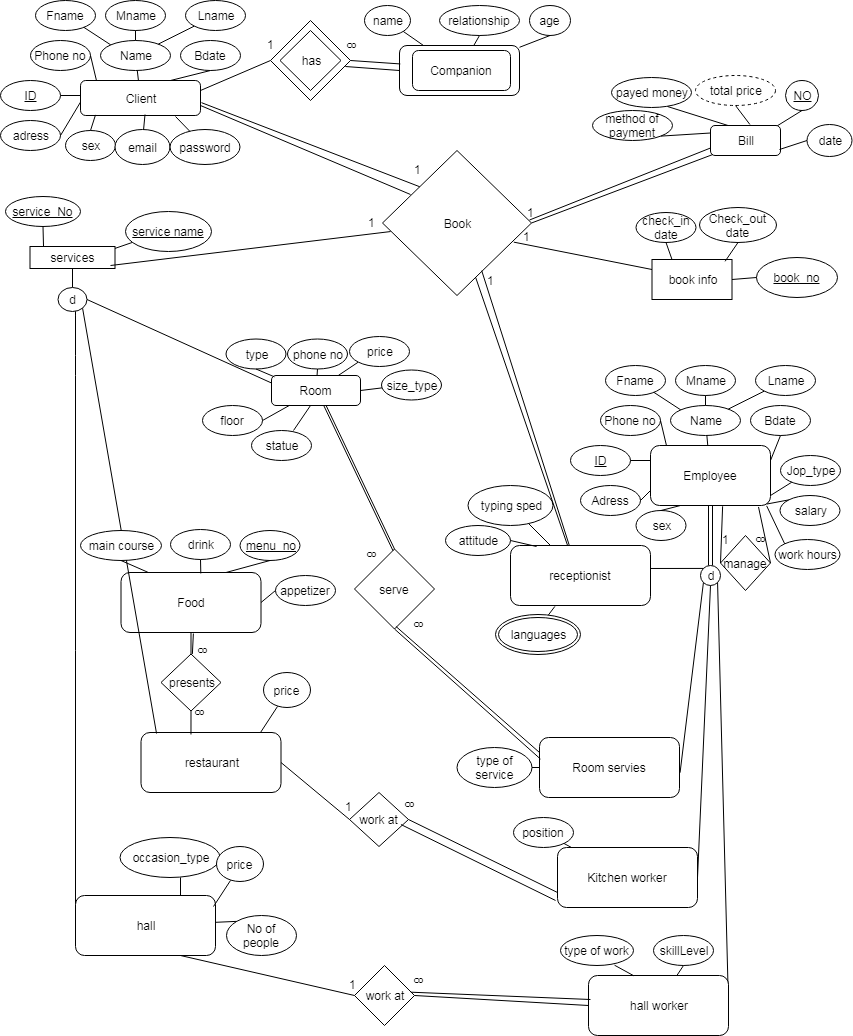 Fname
Mname
Lname
Phone no
Name
Bdate
ID
Client
adress
sex
email
password
1
has
∞
name
relationship
age
Companion
payed money
total price
NO
method of
payment
Bill
date
1
1
Book
1
1
1
service_No
service name
services
d
check_in
date
Check_out
date
book info
book_no
type
phone no
price
Room
size_type
floor
statue
Fname
Mname
Lname
Phone no
Name
Bdate
ID
Employee
Jop_type
Adress
salary
sex
1
∞
manage
work hours
d
typing sped
attitude
receptionist
languages
main course
drink
menu_no
Food
appetizer
∞
presents
∞
price
restaurant
∞
serve
∞
type of
service
Room servies
1
work at
∞
position
Kitchen worker
occasion_type
price
hall
No of
people
1
work at
∞
type of work
skillLevel
hall worker